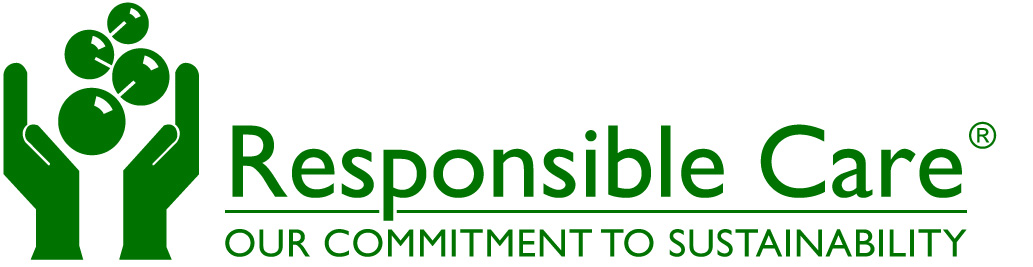 Responsible Care®
OUR COMMITMENT TO SUSTAINABILITY